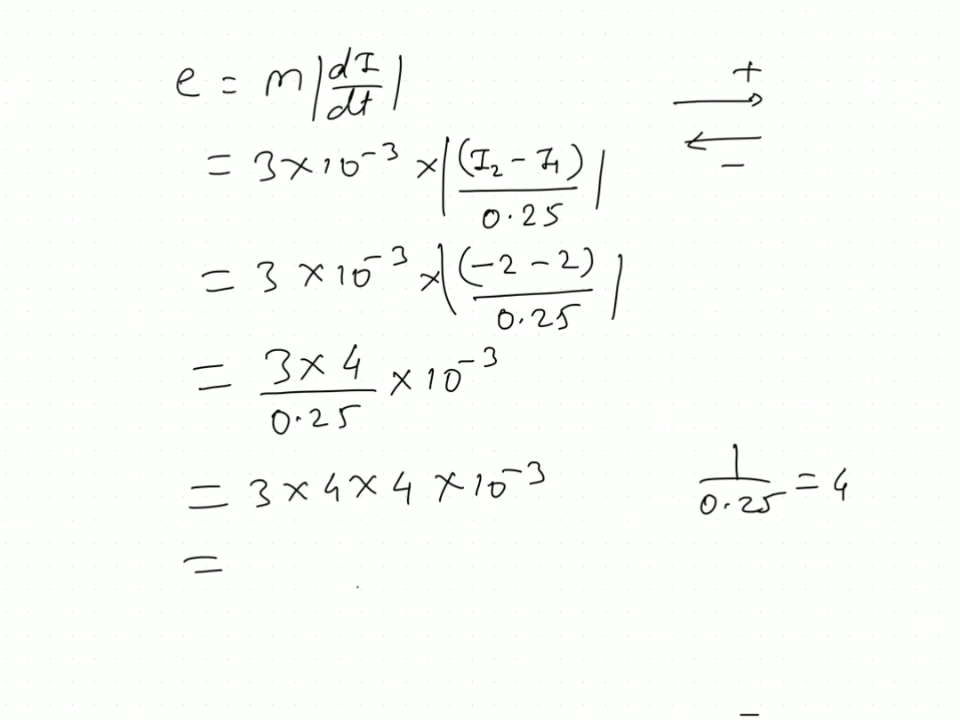 e = m|dI/dt|
+
= 3×10⁻³ ×|(I₂ - I₁)/0.25|
-
= 3 ×10⁻³ ×|(-2 - 2)/0.25|
= 3×4/0.25 ×10⁻³
= 3×4×4 ×10⁻³
1/0.25 = 4
=